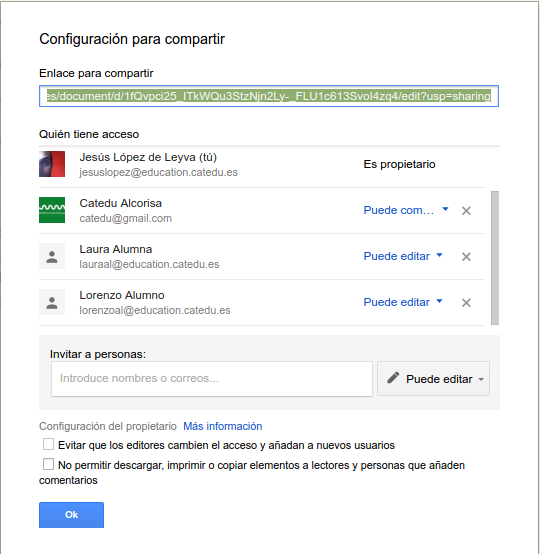 Configuración para compartir
Enlace para compartir
es/document/d/1fQvpci25_ITkWQu3StzNjn2Ly-_FLU1c613SvoI4zq4/edit?usp=sharing
Quién tiene acceso
Jesús López de Leyva (tú)
jesuslopez@education.catedu.es
Es propietario
Catedu Alcorisa
catedu@gmail.com
Puede com…
Laura Alumna
lauraal@education.catedu.es
Puede editar
Lorenzo Alumno
lorenzoal@education.catedu.es
Puede editar
Invitar a personas:
Introduce nombres o correos...
Puede editar
Configuración del propietario Más información
Evitar que los editores cambien el acceso y añadan a nuevos usuarios
No permitir descargar, imprimir o copiar elementos a lectores y personas que añaden
comentarios
Ok